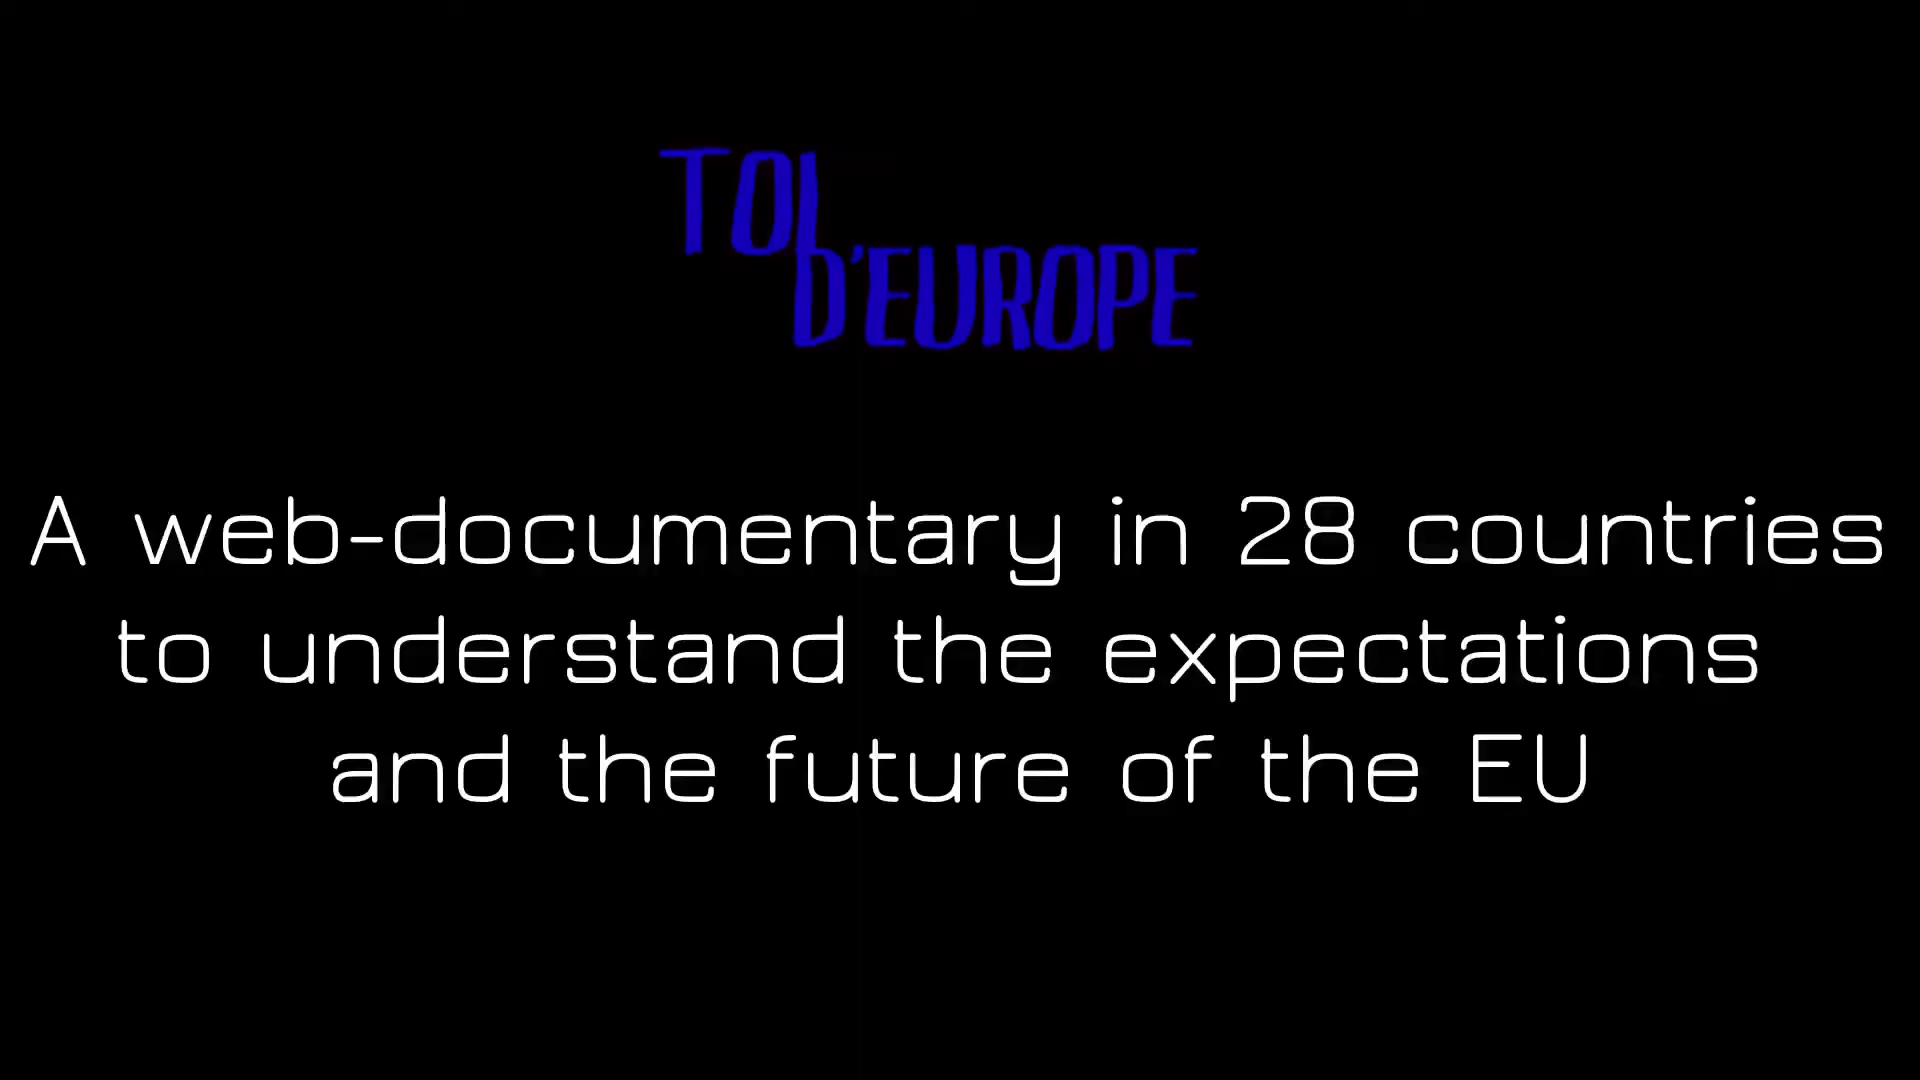 TOI
D'EUROPE
A web-documentary in 28 countries
to understand the expectations
and the future of the EU